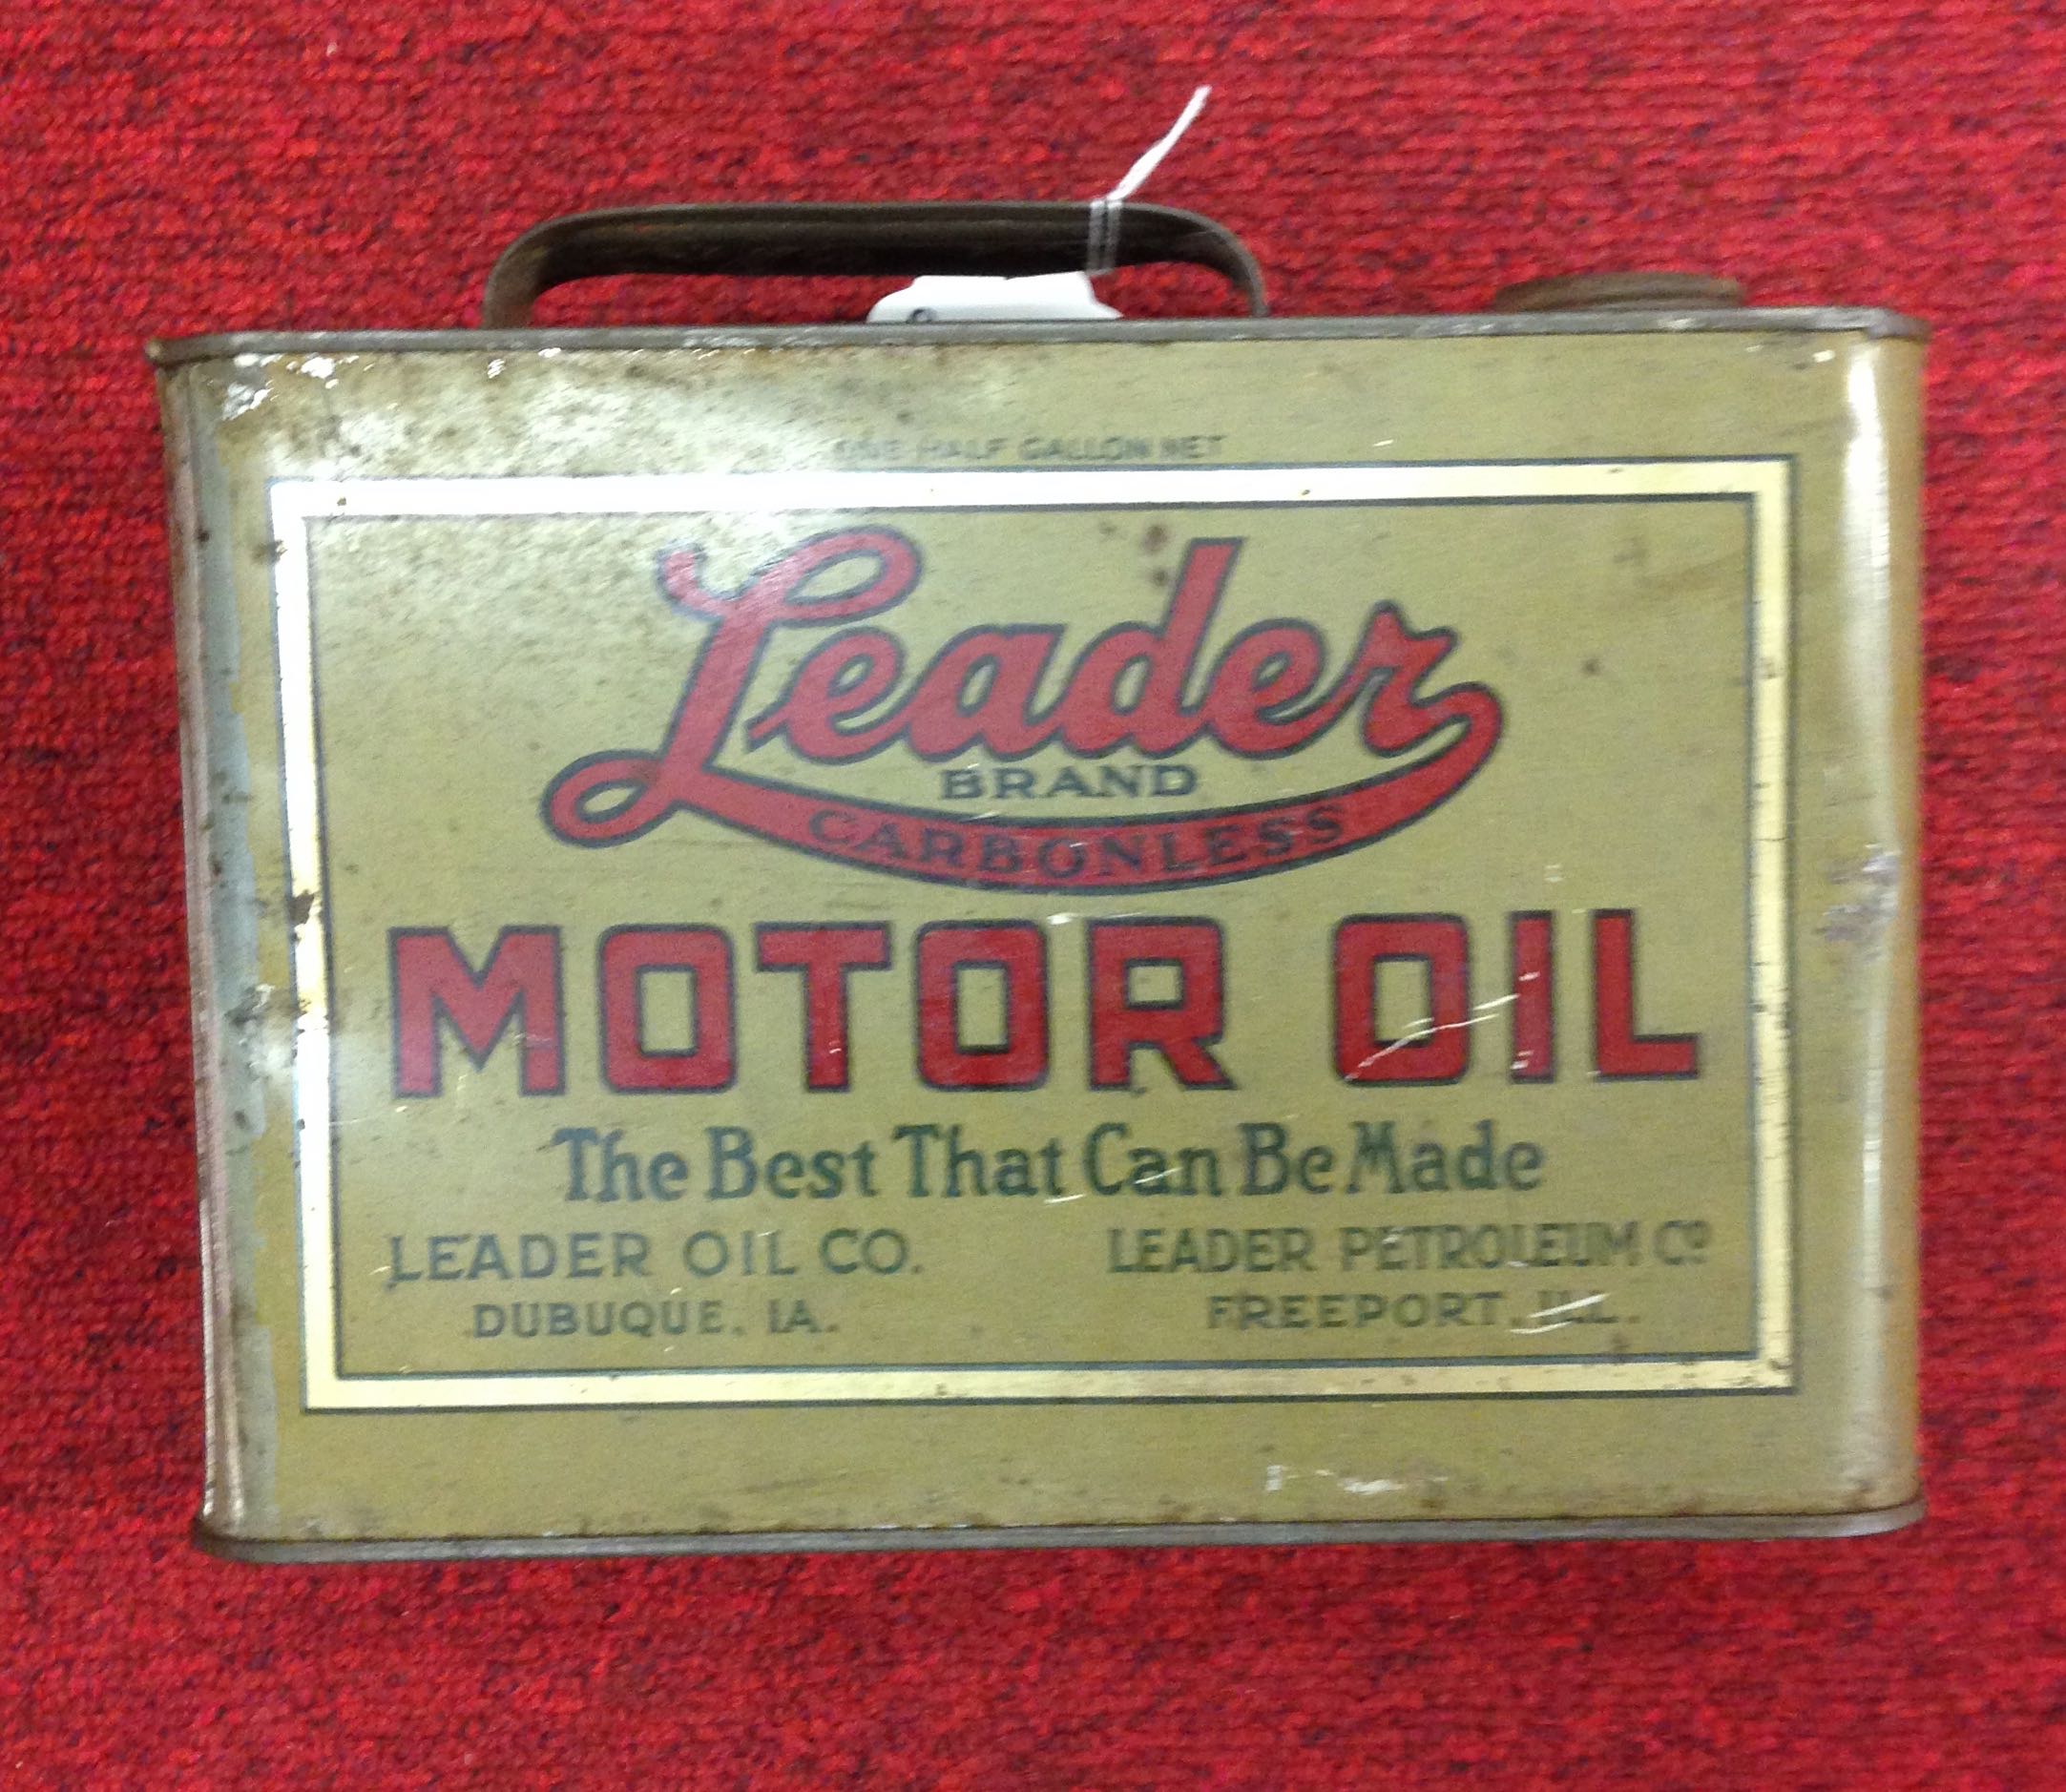 ONE HALF GALLON NET
Leader
BRAND
CARBONLESS
MOTOR OIL
The Best That Can Be Made
LEADER OIL CO. LEADER PETROLEUM Cº
DUBUQUE, IA. FREEPORT, ILL.